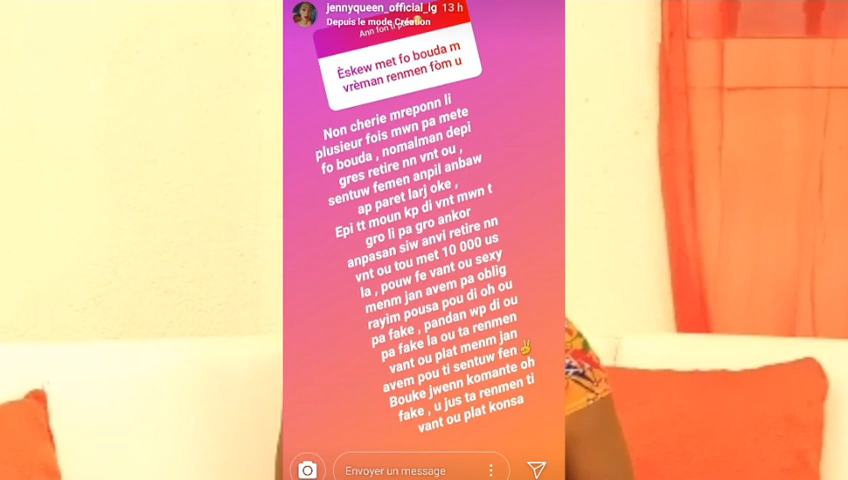 jennyqueen_official_ig 13 h
Depuis le mode Création
Ann fon ti
Èskew met fo bouda m
vrèman renmen fòm u
Non cherie mreponn li
plusieur fois mwn pa mete
fo bouda , nomalman depi
gres retire nn vnt ou ,
sentuw femen anpil anbaw
ap paret larj oke ,
Epi tt moun kp di vnt mwn t
gro li pa gro ankor
anpasan siw anvi retire nn
vnt ou tou met 10 000 us
la , pouw fe vant ou sexy
menm jan avem pa oblig
rayim pousa pou di oh ou
pa fake , pandan wp di ou
pa fake la ou ta renmen
vant ou plat menm jan
avem pou ti sentuw fen ✌
Bouke jwenn komante oh
fake , u jus ta renmen ti
vant ou plat konsa
Envoyer un message